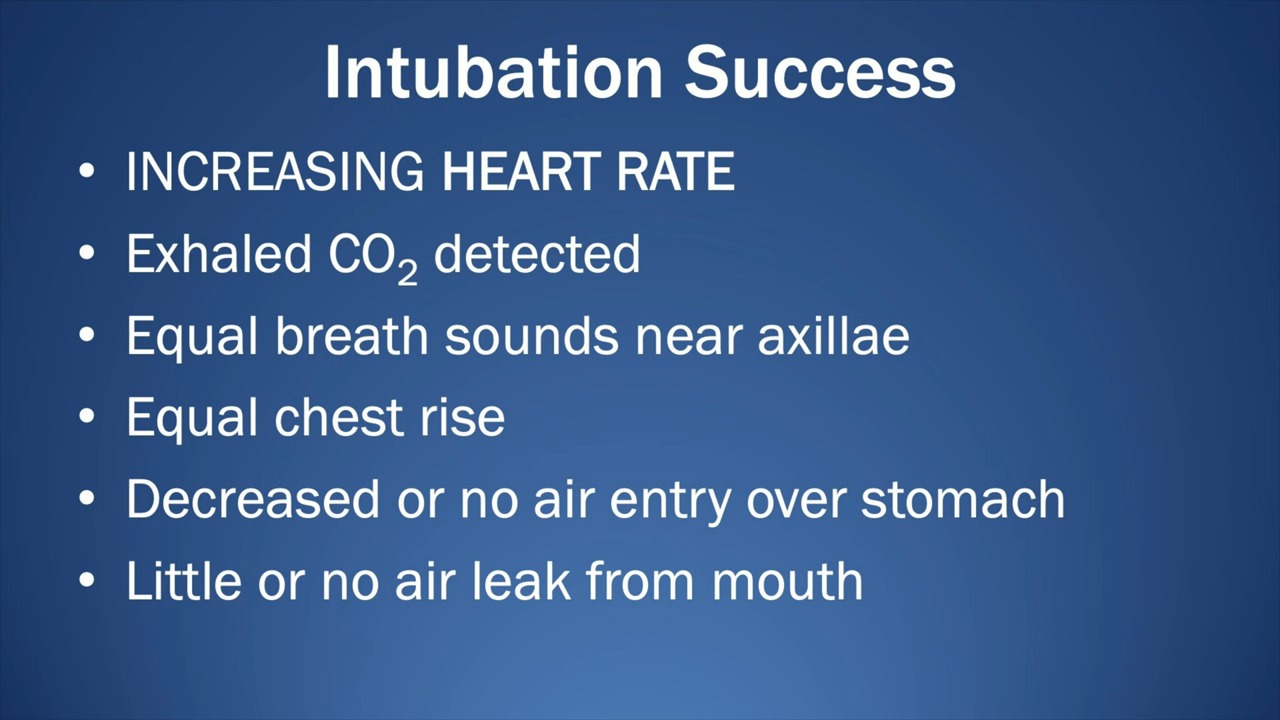 Intubation Success
• INCREASING HEART RATE
• Exhaled CO₂ detected
• Equal breath sounds near axillae
• Equal chest rise
• Decreased or no air entry over stomach
• Little or no air leak from mouth